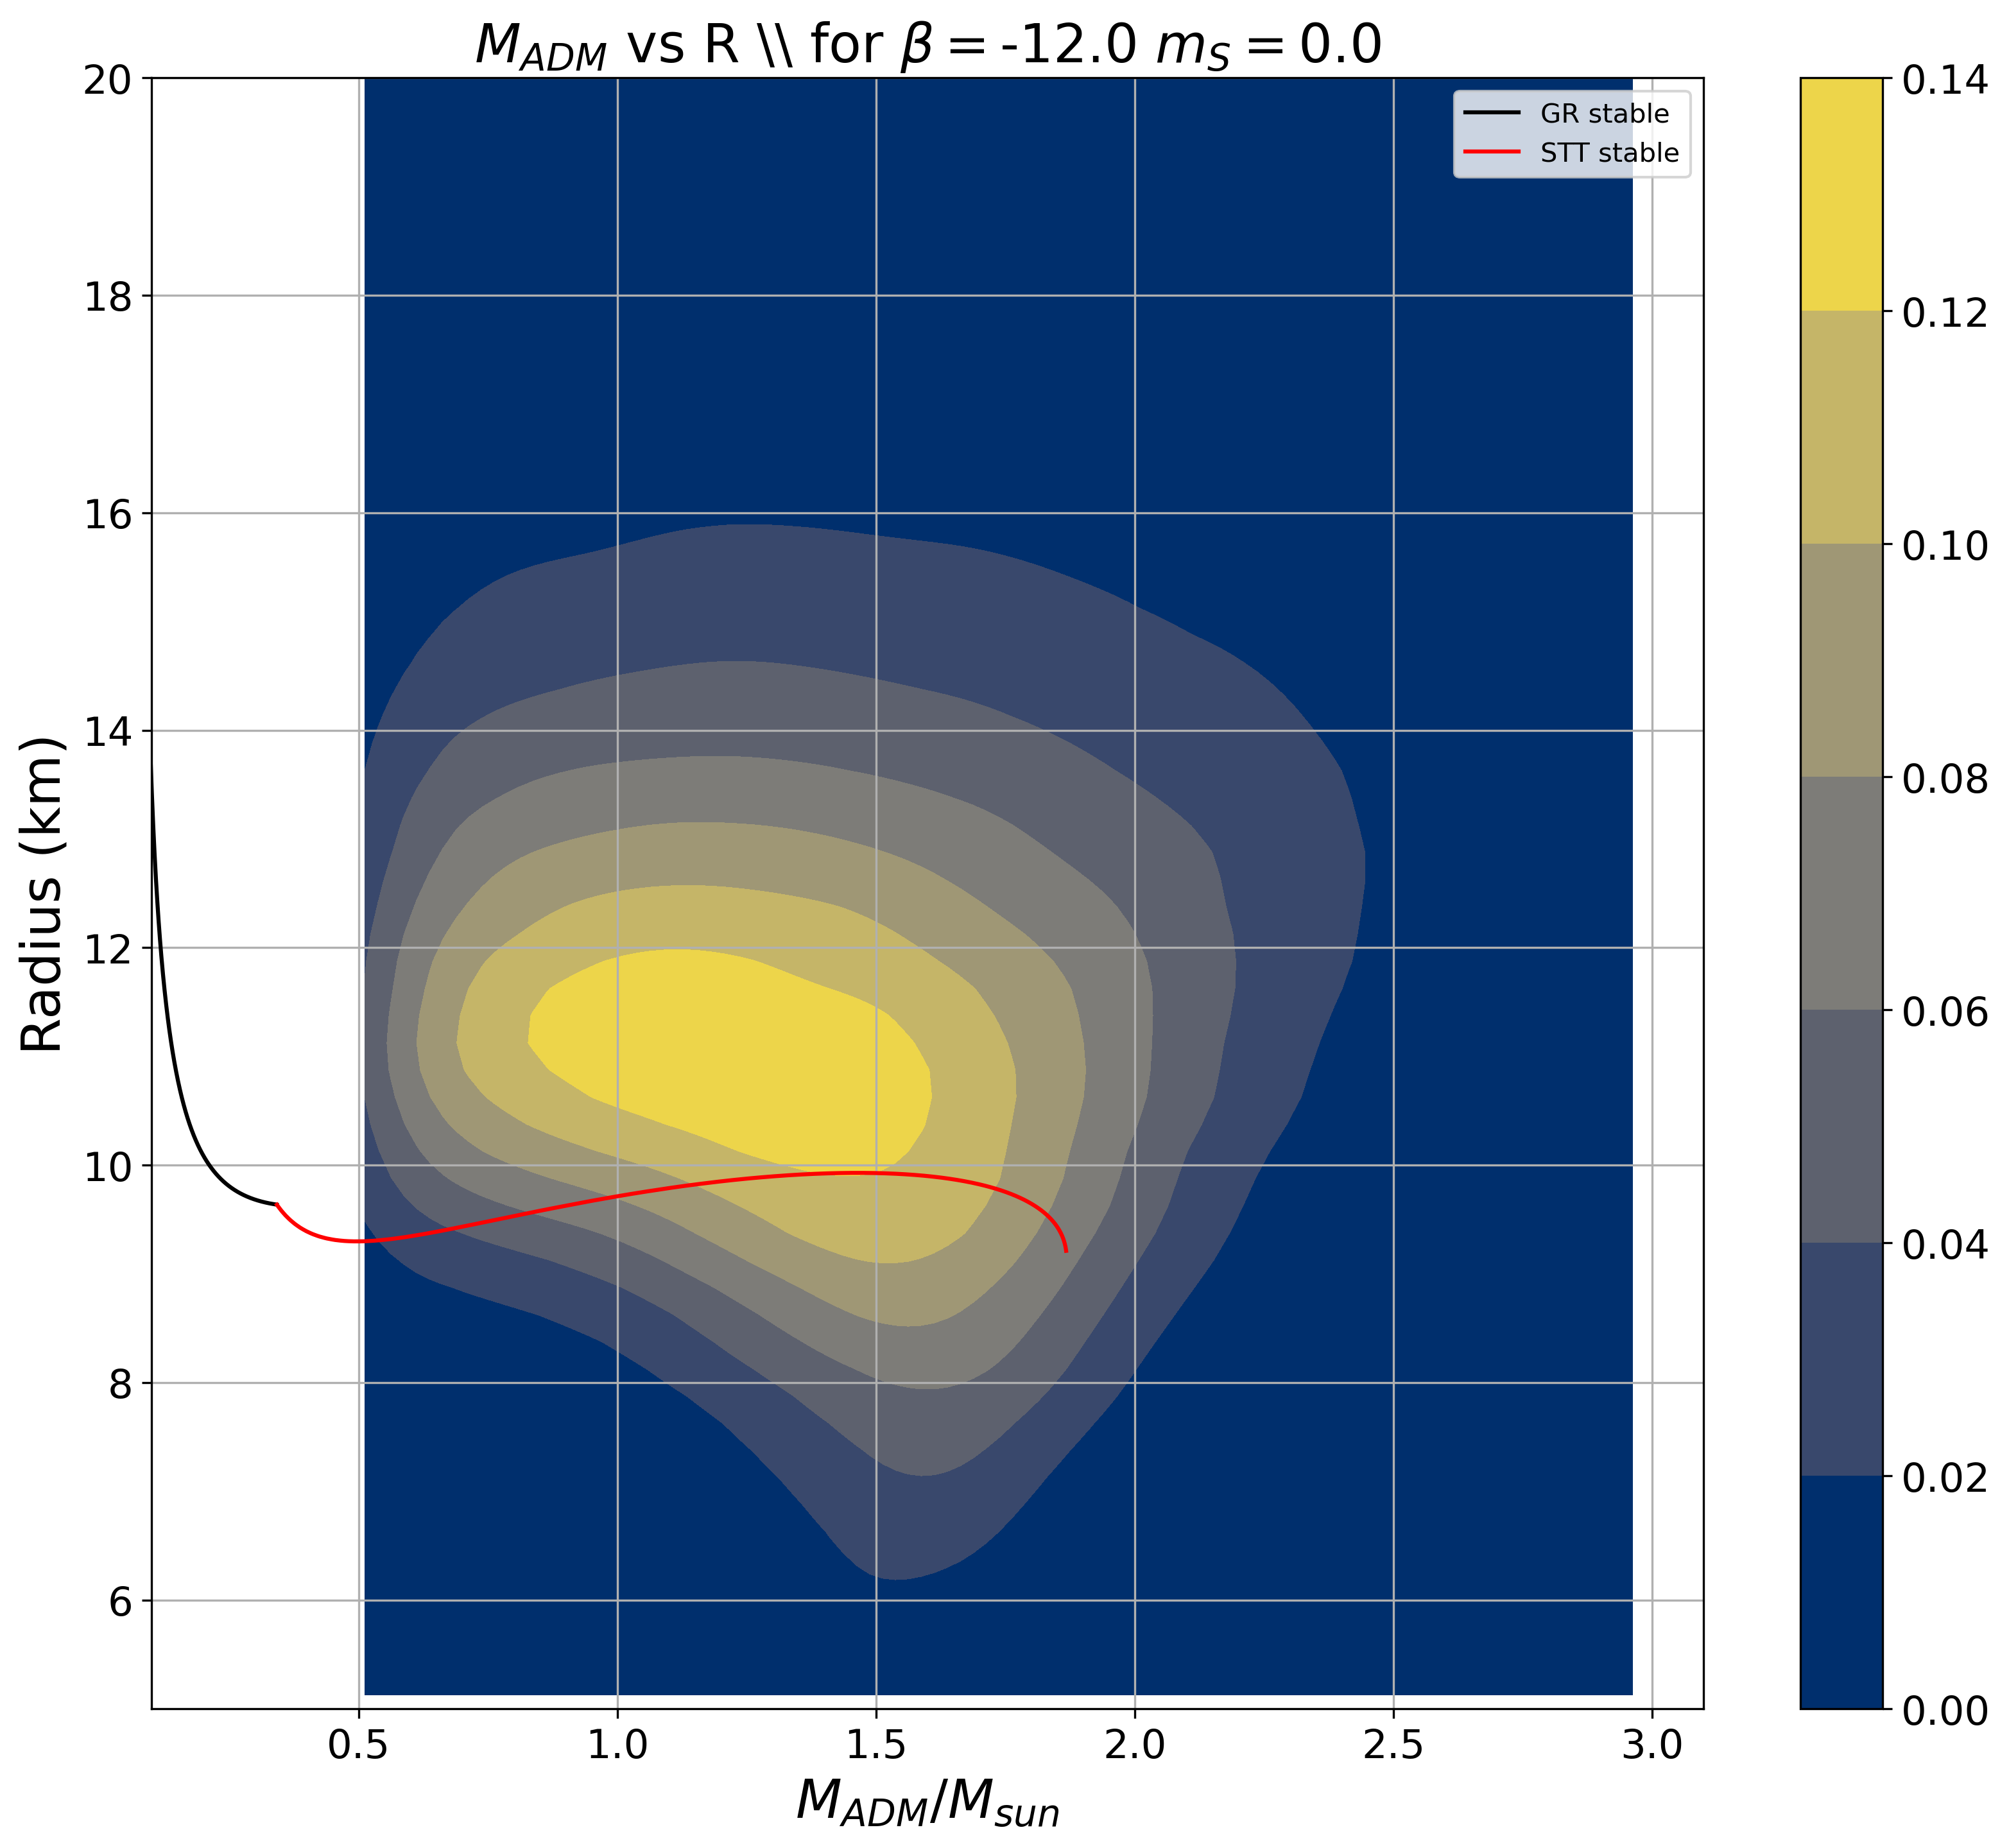 M_ADM vs R \\ for β = -12.0 m_S = 0.0
GR stable
STT stable
Radius (km)
20
18
16
14
12
10
8
6
0.5 1.0 1.5 2.0 2.5 3.0
M_ADM/M_sun
0.14
0.12
0.10
0.08
0.06
0.04
0.02
0.00